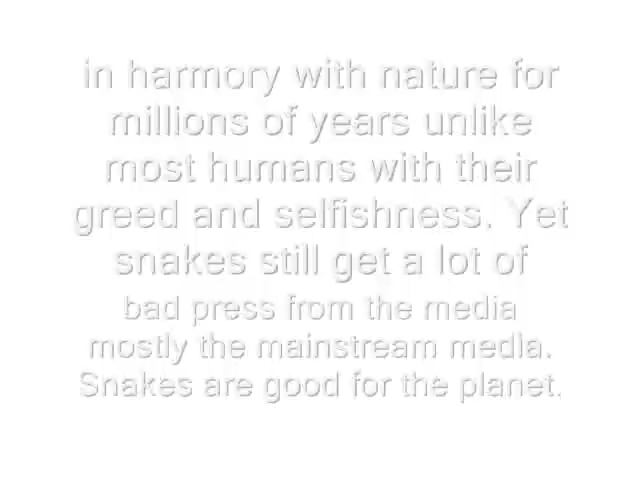 in harmory with nature for
millions of years unlike
most humans with their
greed and selfishness. Yet
snakes still get a lot of
bad press from the media
mostly the mainstream medla.
Snakes are good for the planet.